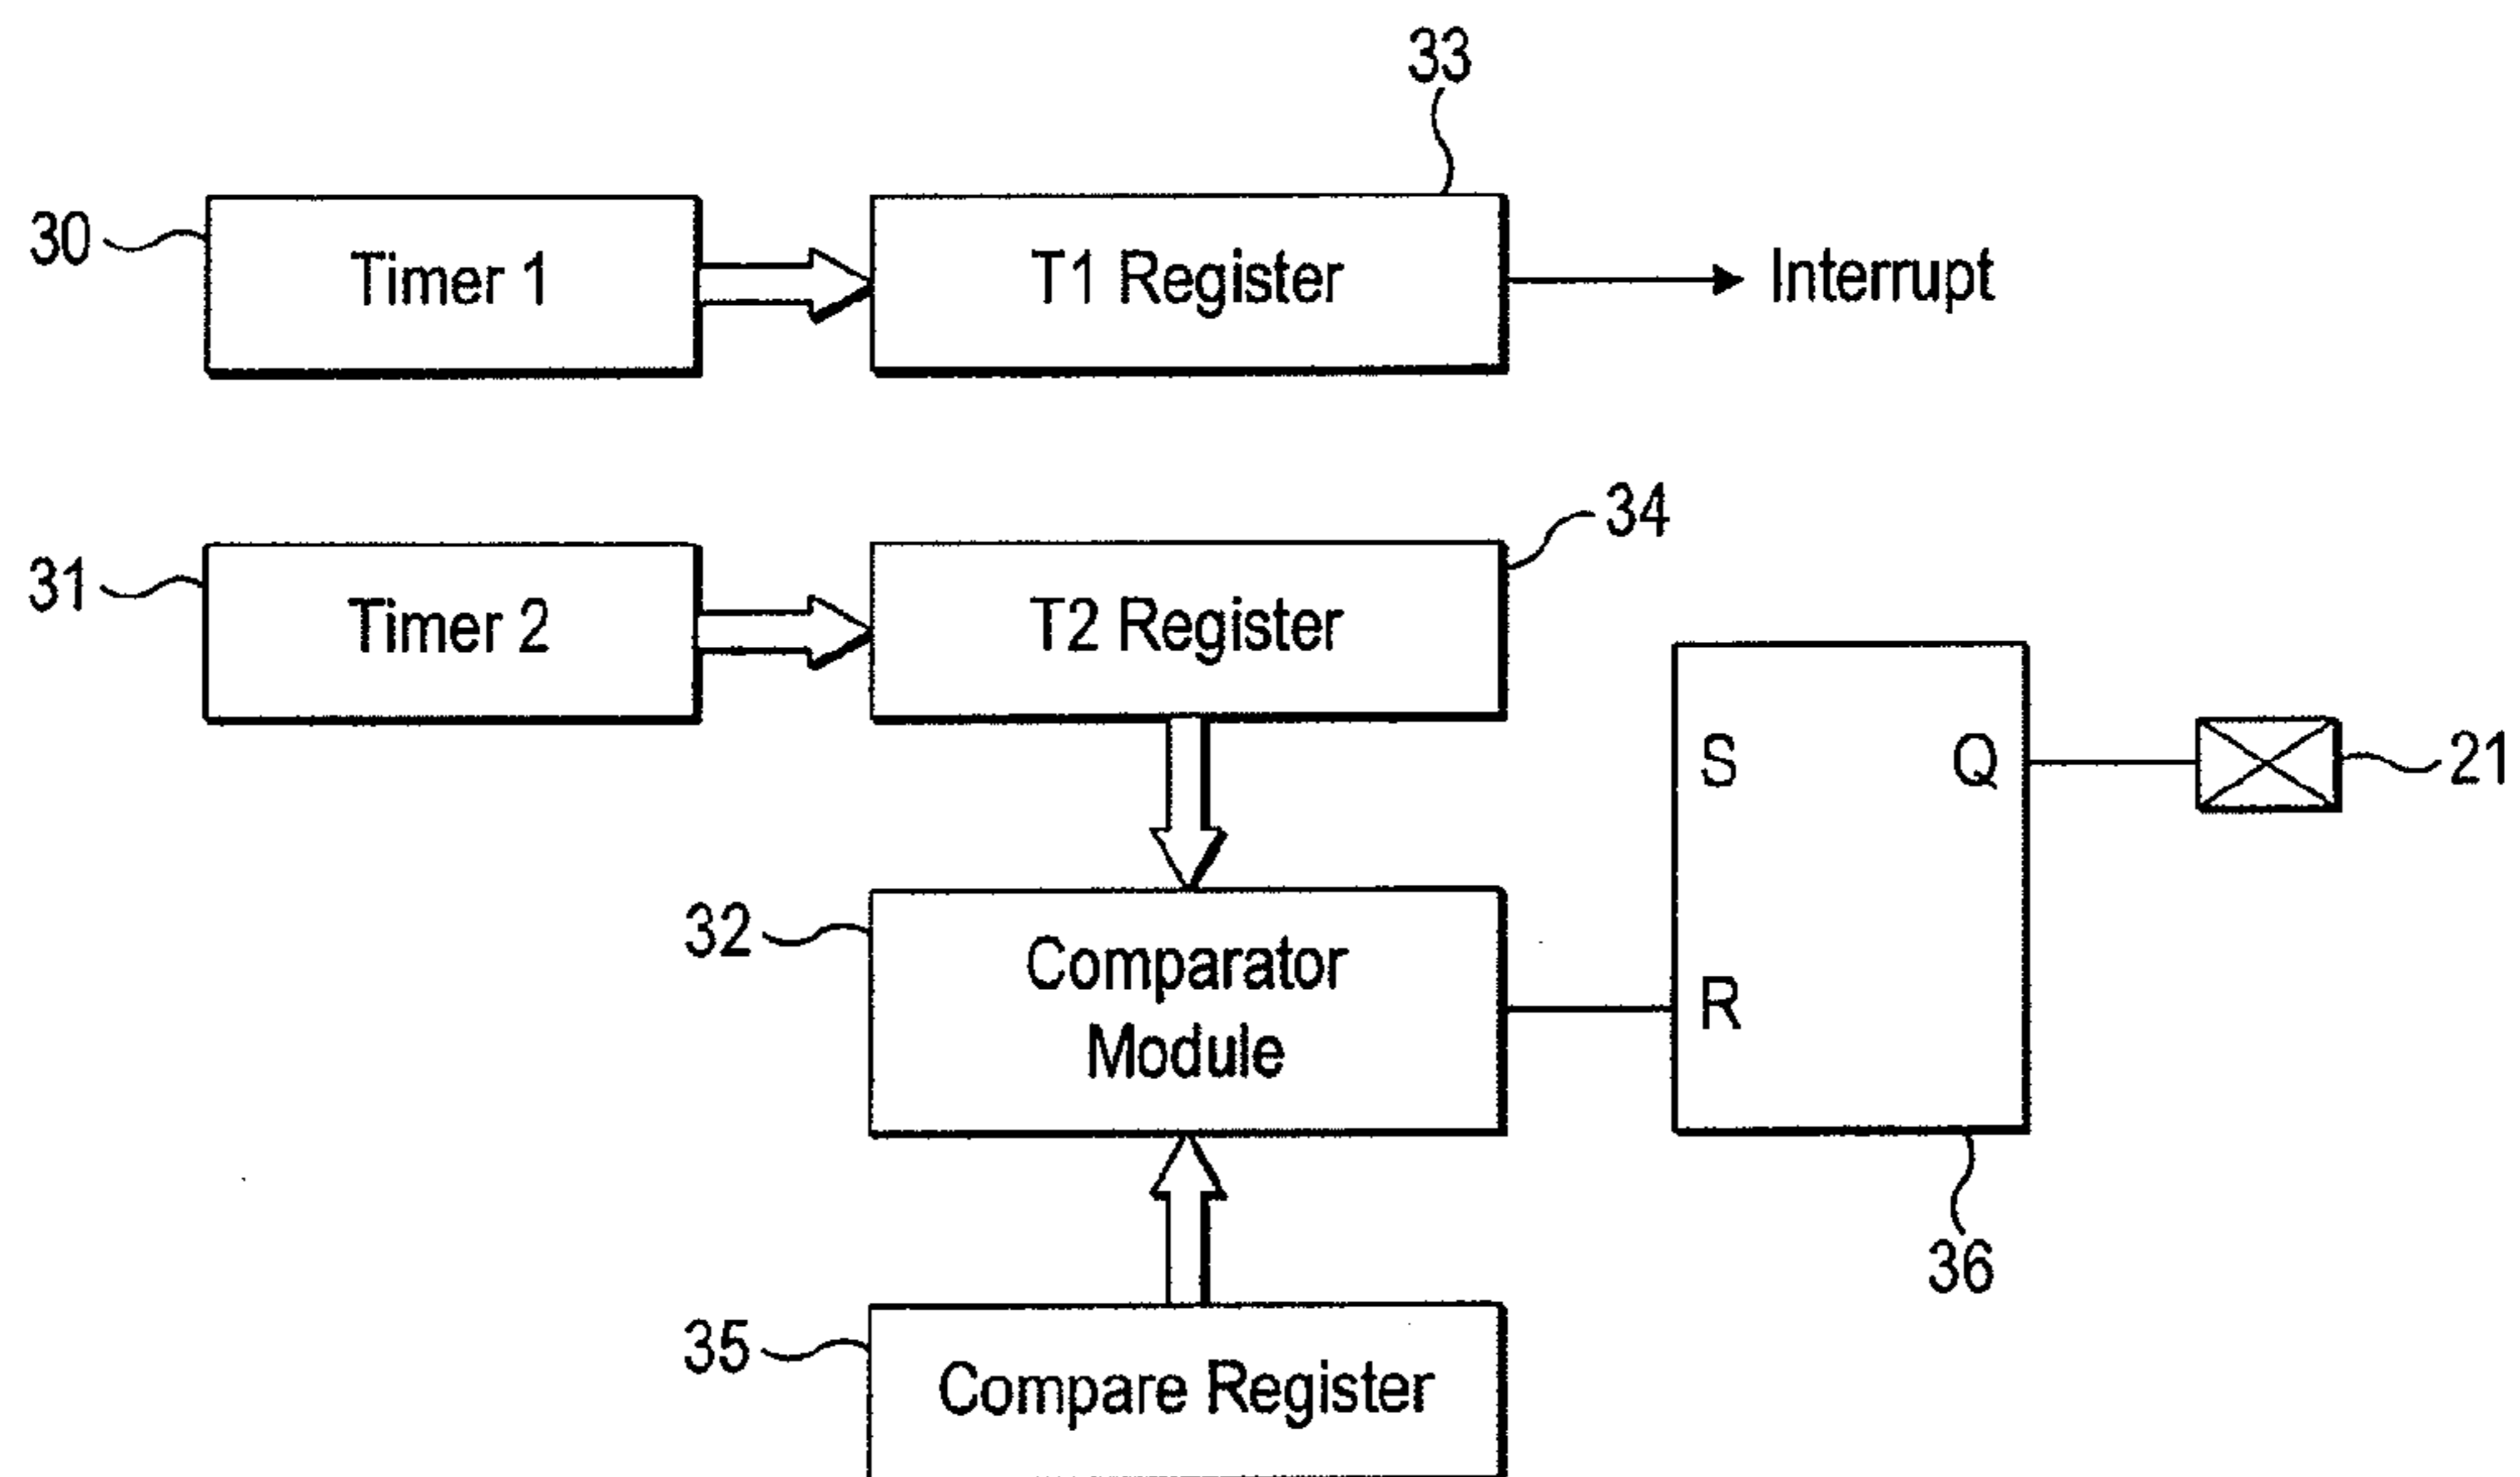 33
30
Timer 1
T1 Register
Interrupt
34
31
Timer 2
T2 Register
S
Q
21
32
Comparator
Module
R
36
35
Compare Register